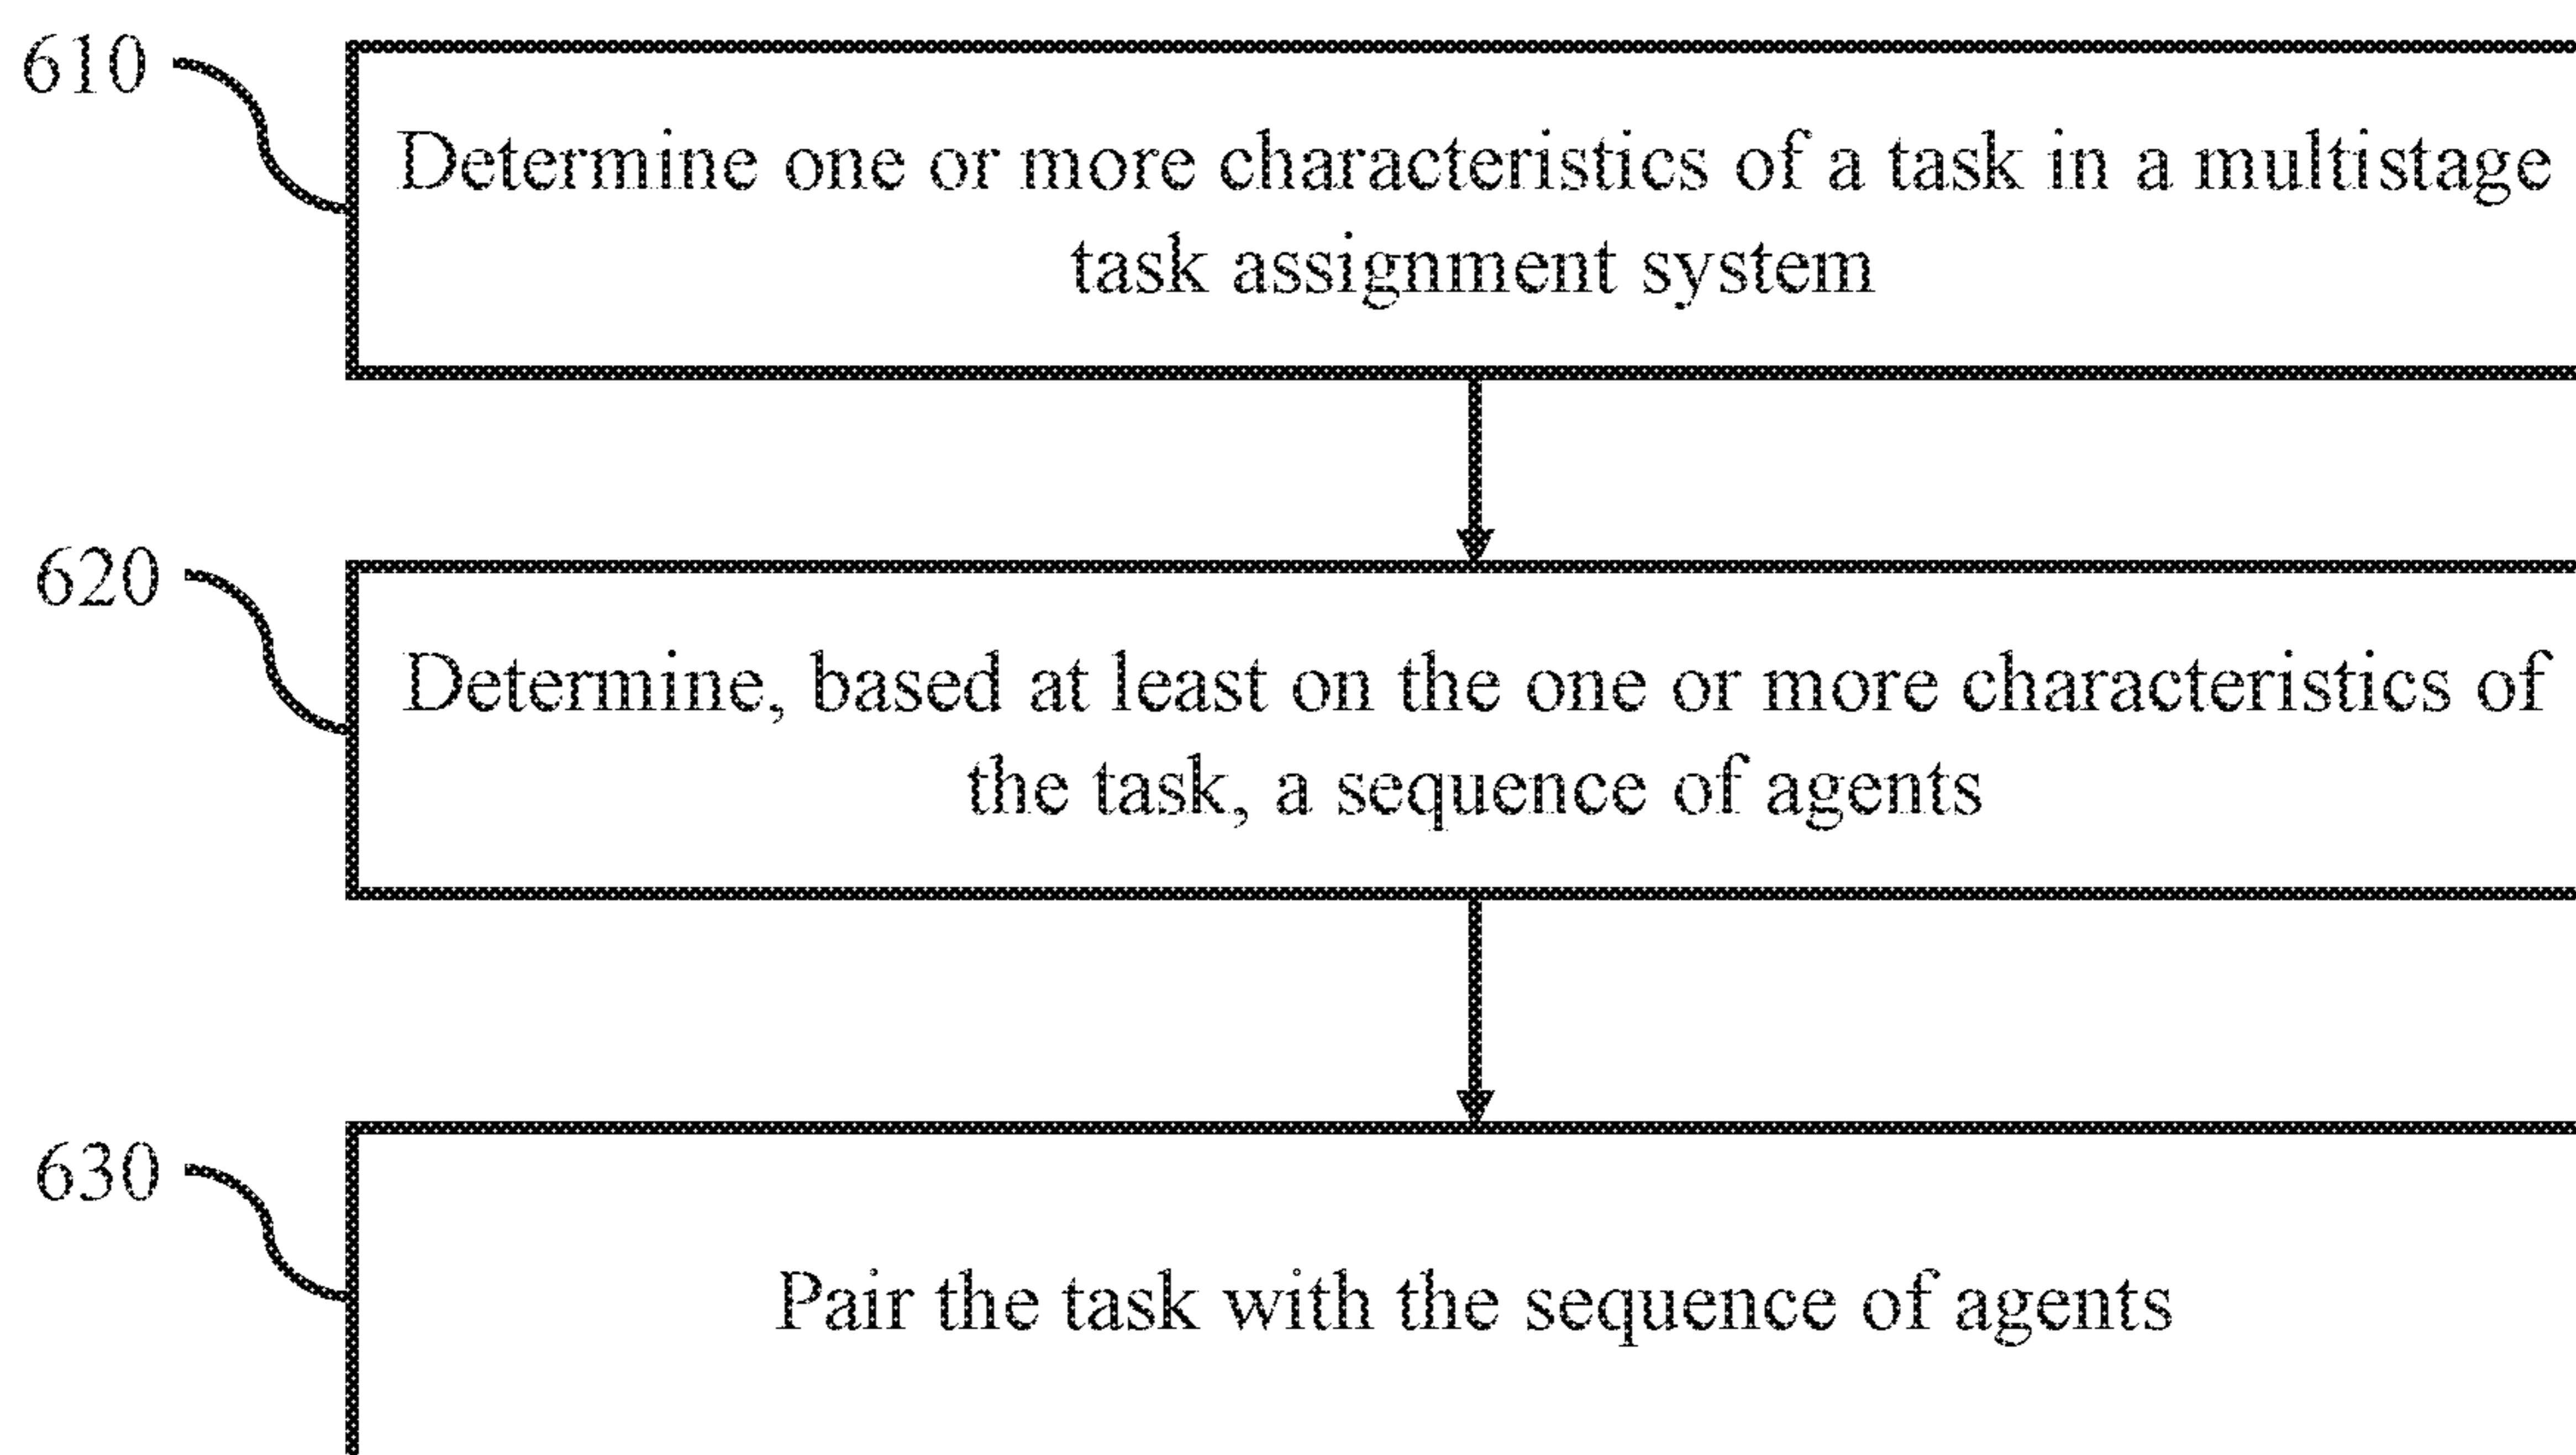 610
Determine one or more characteristics of a task in a multistage
task assignment system
620
Determine, based at least on the one or more characteristics of
the task, a sequence of agents
630
Pair the task with the sequence of agents